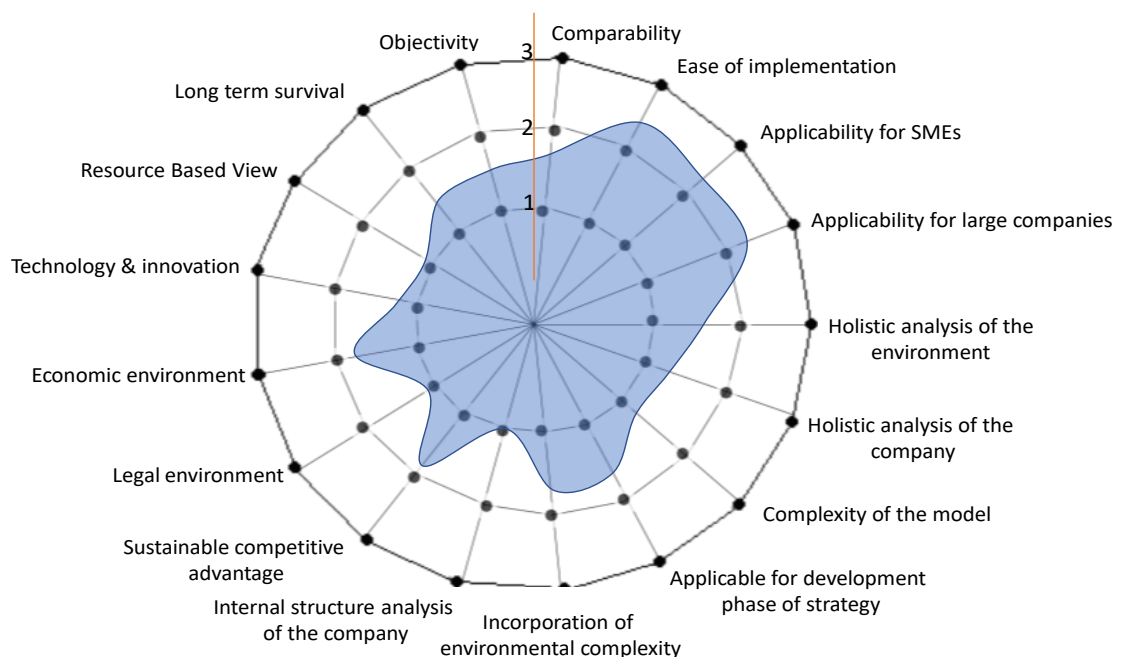 Comparability
Objectivity
3
Ease of implementation
Long term survival
2
Applicability for SMEs
Resource Based View
1
Applicability for large companies
Technology & innovation
Holistic analysis of the
environment
Economic environment
Holistic analysis of the
company
Legal environment
Complexity of the model
Sustainable competitive
advantage
Applicable for development
phase of strategy
Internal structure analysis
of the company
Incorporation of
environmental complexity